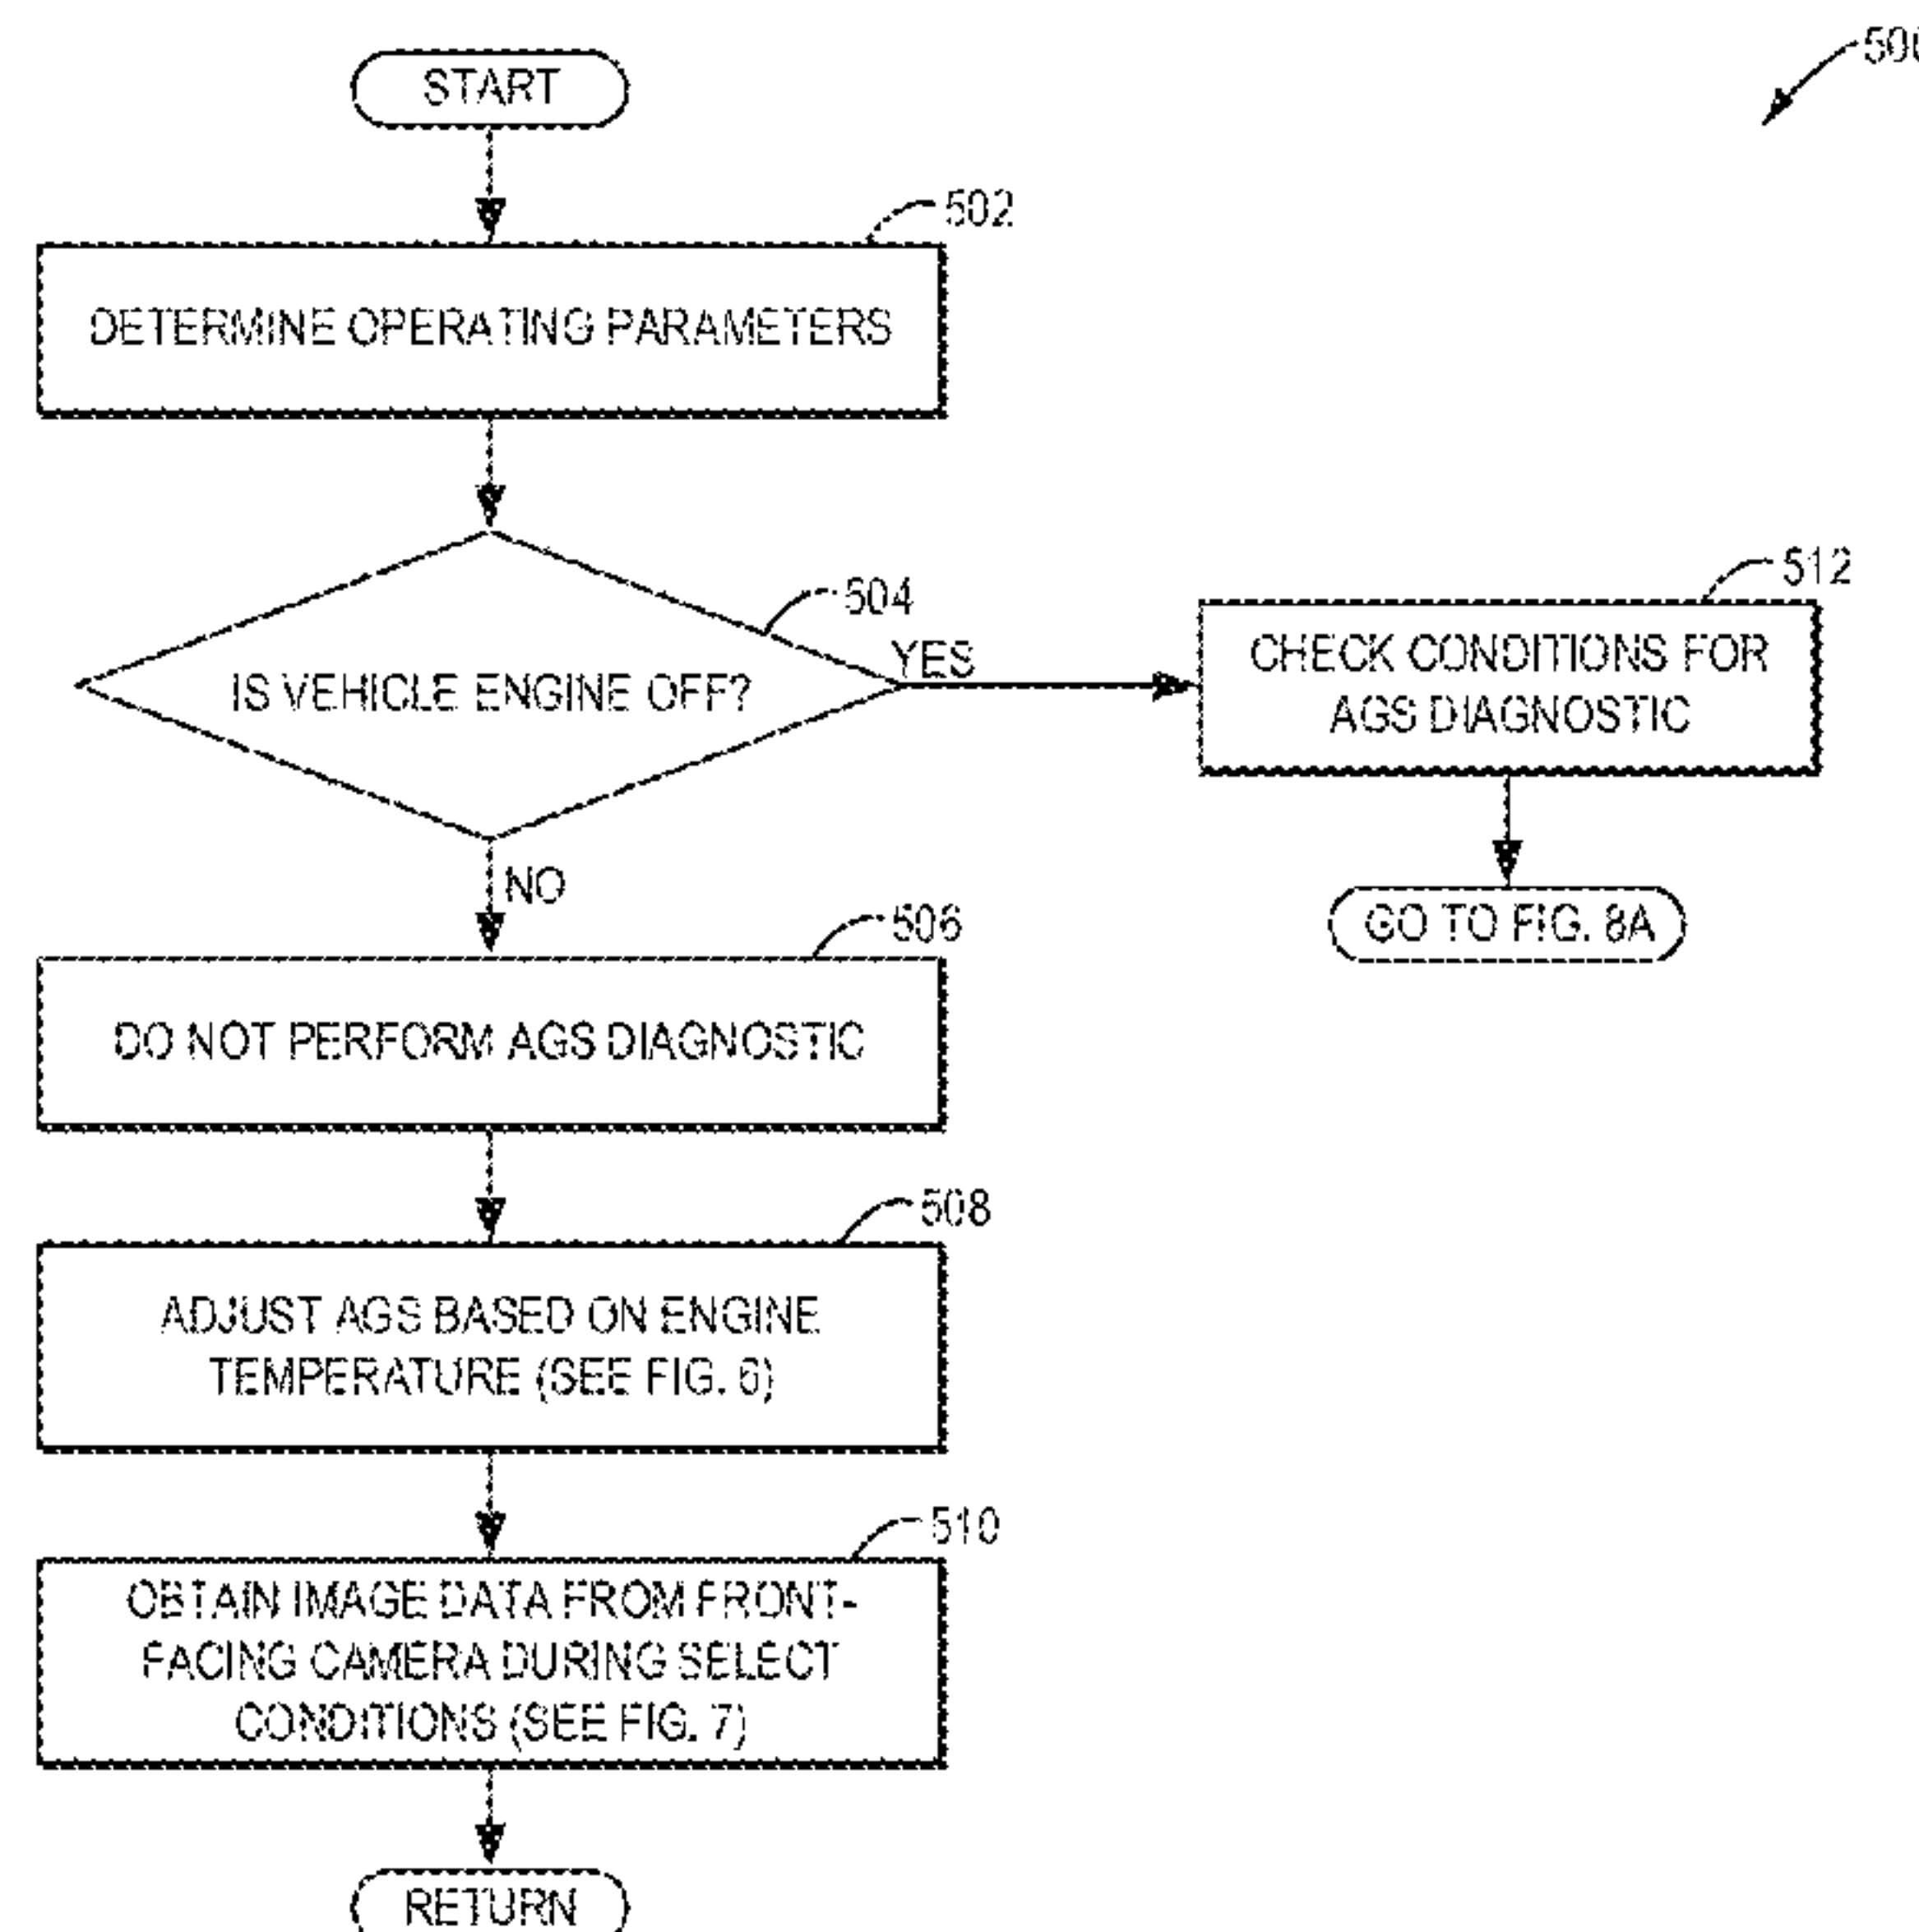 START
500
502
DETERMINE OPERATING PARAMETERS
504
IS VEHICLE ENGINE OFF?
YES
512
CHECK CONDITIONS FOR
AGS DIAGNOSTIC
GO TO FIG. 8A
NO
506
DO NOT PERFORM AGS DIAGNOSTIC
508
ADJUST AGS BASED ON ENGINE
TEMPERATURE (SEE FIG. 6)
510
OBTAIN IMAGE DATA FROM FRONT-
FACING CAMERA DURING SELECT
CONDITIONS (SEE FIG. 7)
RETURN